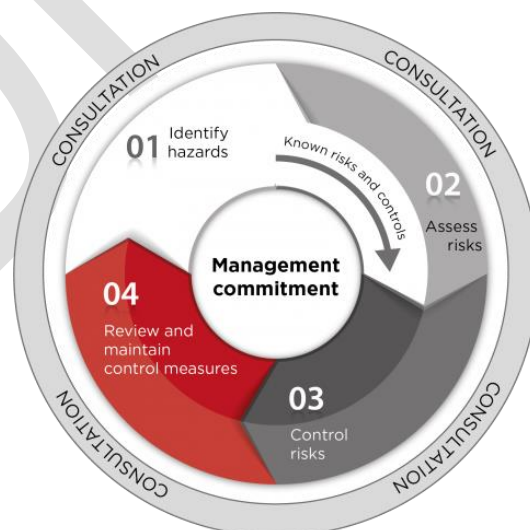 CONSULTATION
CONSULTATION
01
Identify
hazards
Known risks and controls
02
Assess
risks
Management
commitment
04
Review and
maintain
control measures
03
Control
risks
CONSULTATION
CONSULTATION